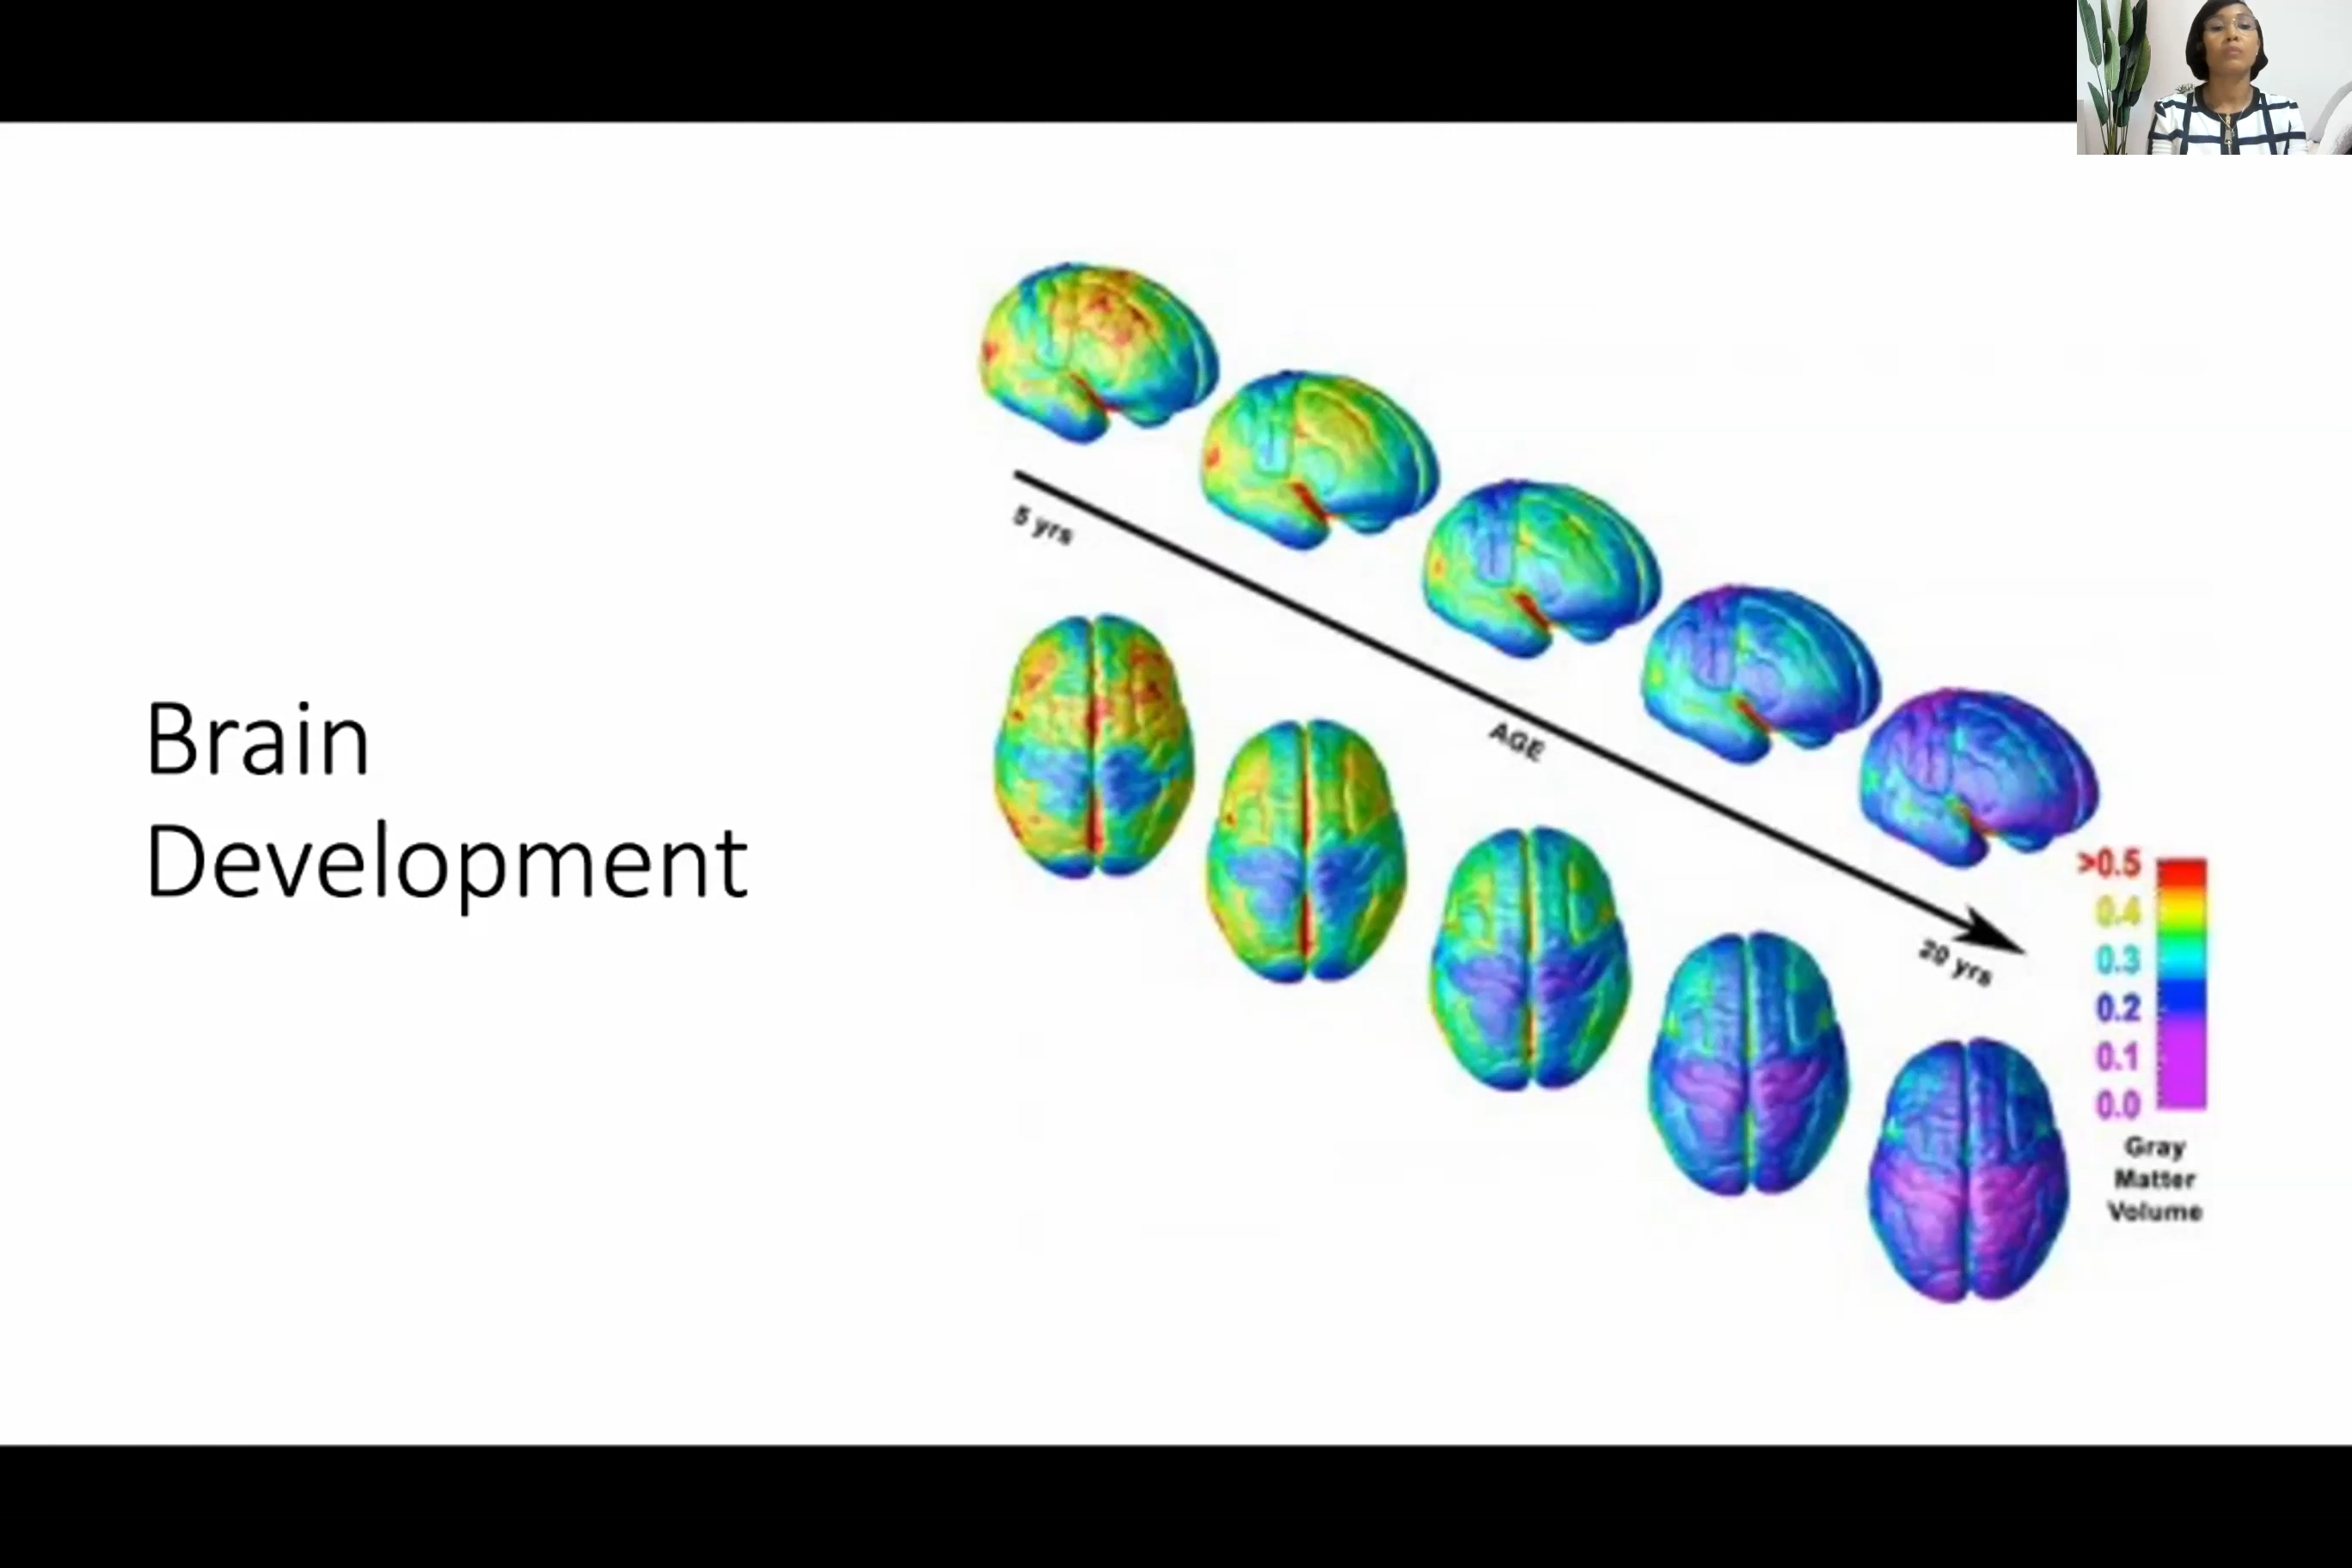 Brain
Development
5 yrs
AGE
20 yrs
>0.5
0.4
0.3
0.2
0.1
0.0
Gray
Matter
Volume